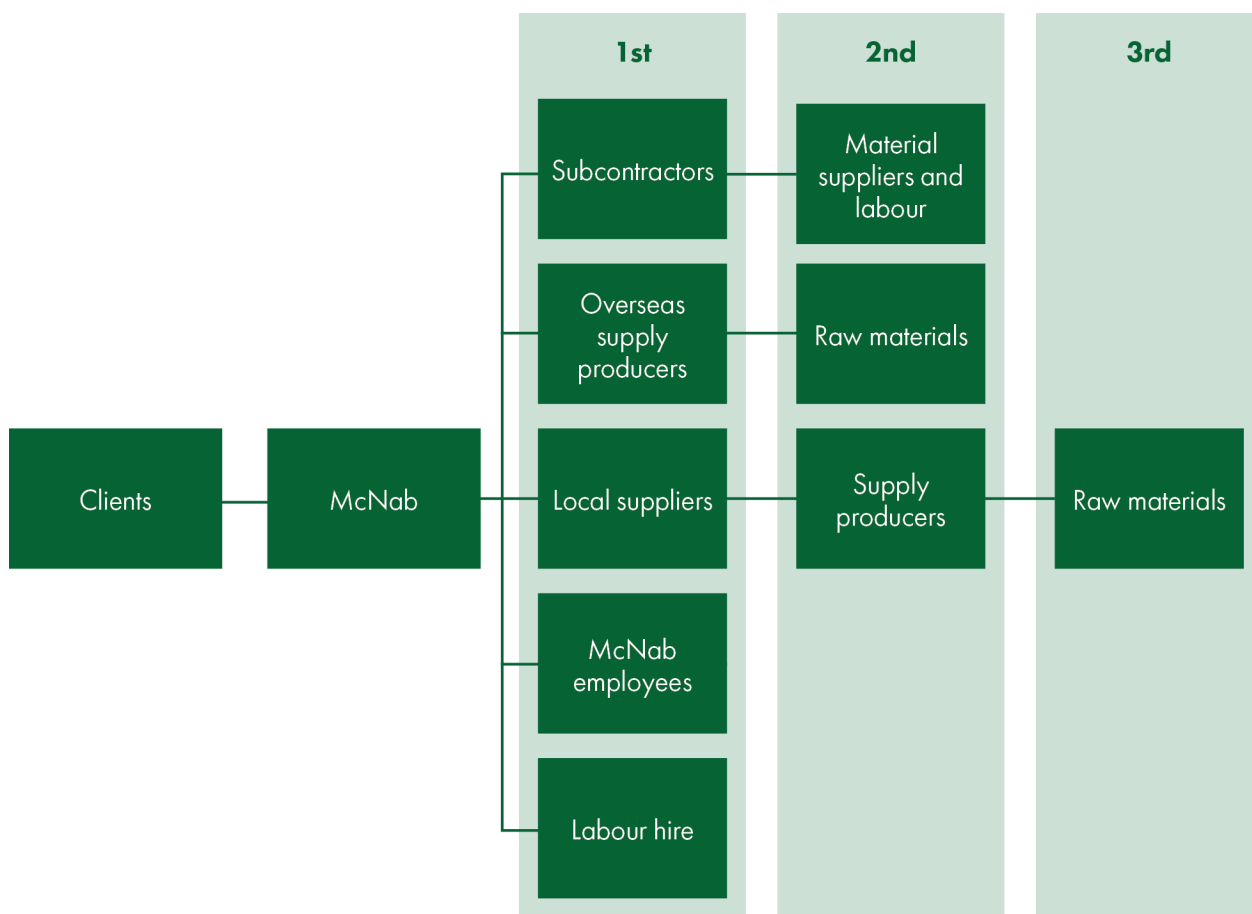 1st
2nd
3rd
Subcontractors
Material
suppliers and
labour
Overseas
supply
producers
Raw materials
Clients
McNab
Local suppliers
Supply
producers
Raw materials
McNab
employees
Labour hire